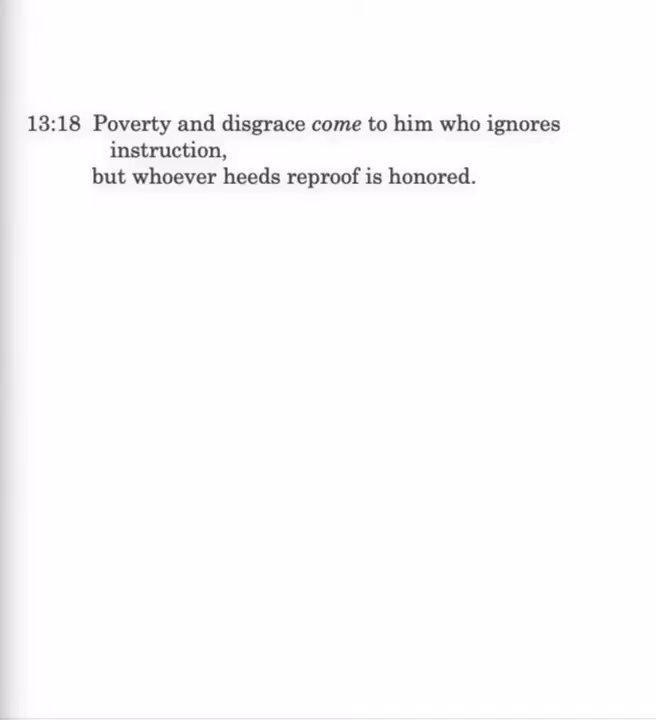 13:18 Poverty and disgrace come to him who ignores
instruction,
but whoever heeds reproof is honored.